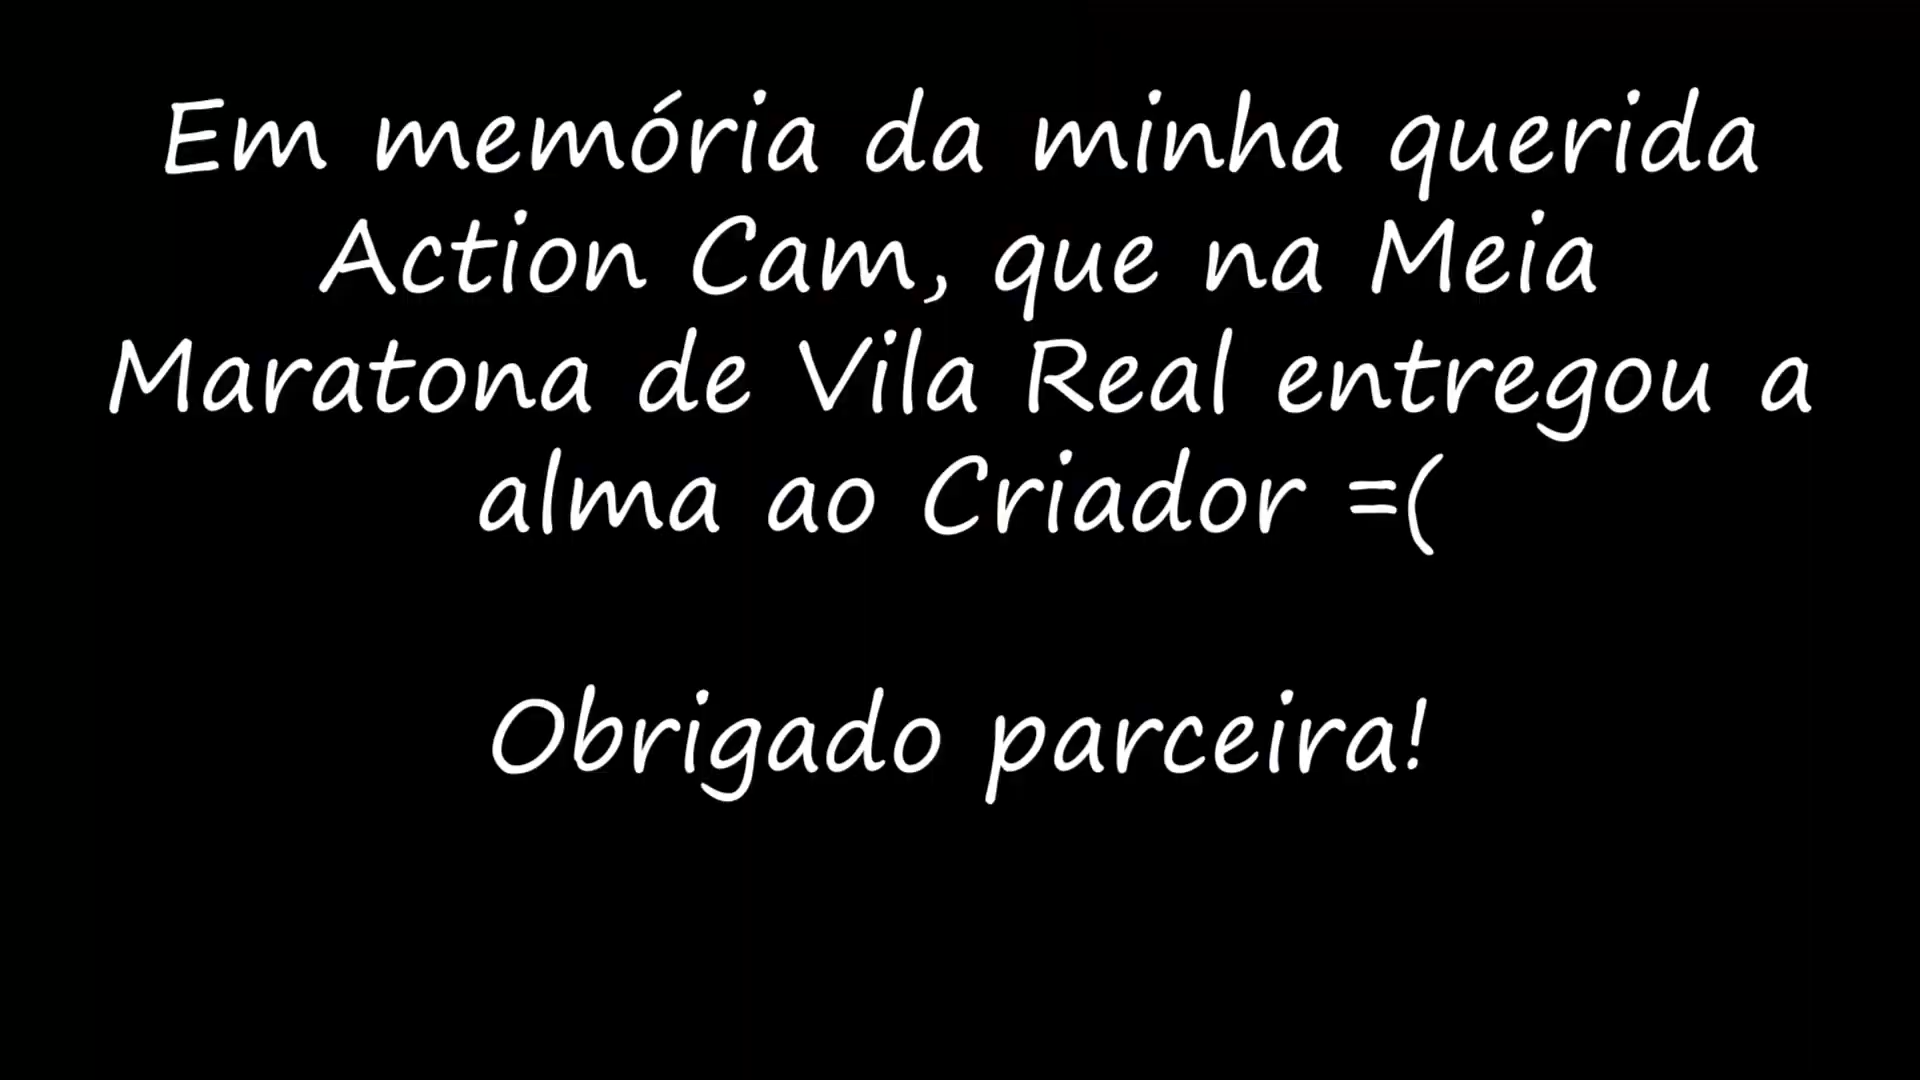 Em memória da minha querida
Action Cam, que na Meia
Maratona de Vila Real entregou a
alma ao Criador =(
Obrigado parceira!